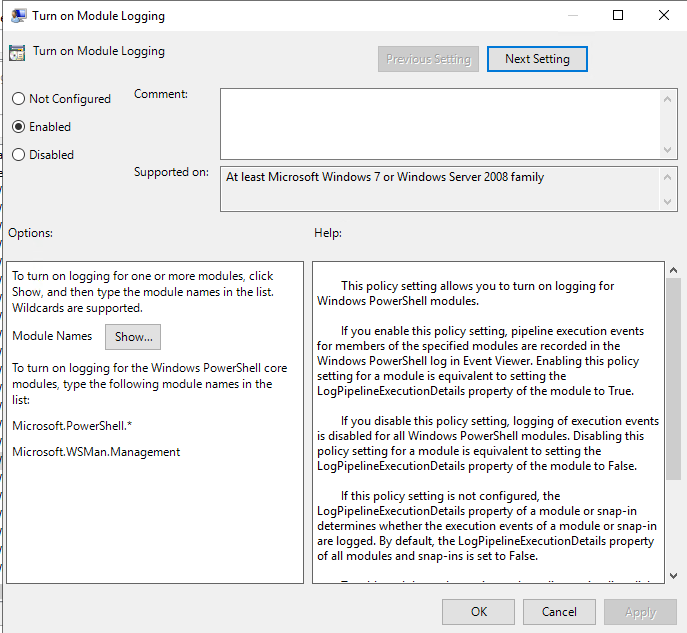 Turn on Module Logging
Turn on Module Logging
Previous Setting
Next Setting
Not Configured
Enabled
Disabled
Comment:
Supported on:
At least Microsoft Windows 7 or Windows Server 2008 family
Options:
Help:
To turn on logging for one or more modules, click
Show, and then type the module names in the list.
Wildcards are supported.
Module Names
Show...
To turn on logging for the Windows PowerShell core
modules, type the following module names in the
list:
Microsoft.PowerShell.*
Microsoft.WSMan.Management
This policy setting allows you to turn on logging for
Windows PowerShell modules.
If you enable this policy setting, pipeline execution events
for members of the specified modules are recorded in the
Windows PowerShell log in Event Viewer. Enabling this policy
setting for a module is equivalent to setting the
LogPipelineExecutionDetails property of the module to True.
If you disable this policy setting, logging of execution events
is disabled for all Windows PowerShell modules. Disabling this
policy setting for a module is equivalent to setting the
LogPipelineExecutionDetails property of the module to False.
If this policy setting is not configured, the
LogPipelineExecutionDetails property of a module or snap-in
determines whether the execution events of a module or snap-in
are logged. By default, the LogPipelineExecutionDetails property
of all modules and snap-ins is set to False.
OK
Cancel
Apply